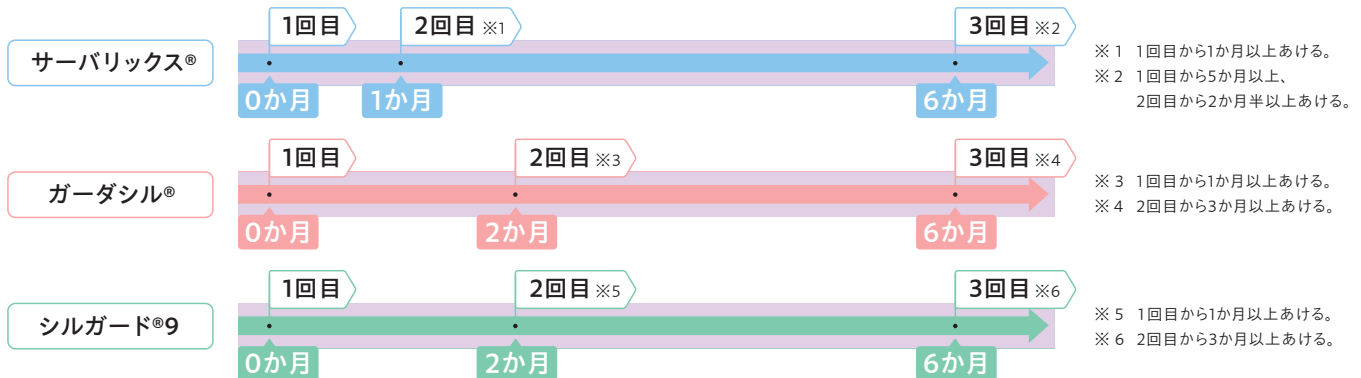 1回目
2回目 ※1
3回目 ※2
サーバリックス®
0か月
1か月
6か月
※1 1回目から1か月以上あける。
※2 1回目から5か月以上、
2回目から2か月半以上あける。
1回目
2回目 ※3
3回目 ※4
ガーダシル®
0か月
2か月
6か月
※3 1回目から1か月以上あける。
※4 2回目から3か月以上あける。
1回目
2回目 ※5
3回目 ※6
シルガード®9
0か月
2か月
6か月
※5 1回目から1か月以上あける。
※6 2回目から3か月以上あける。